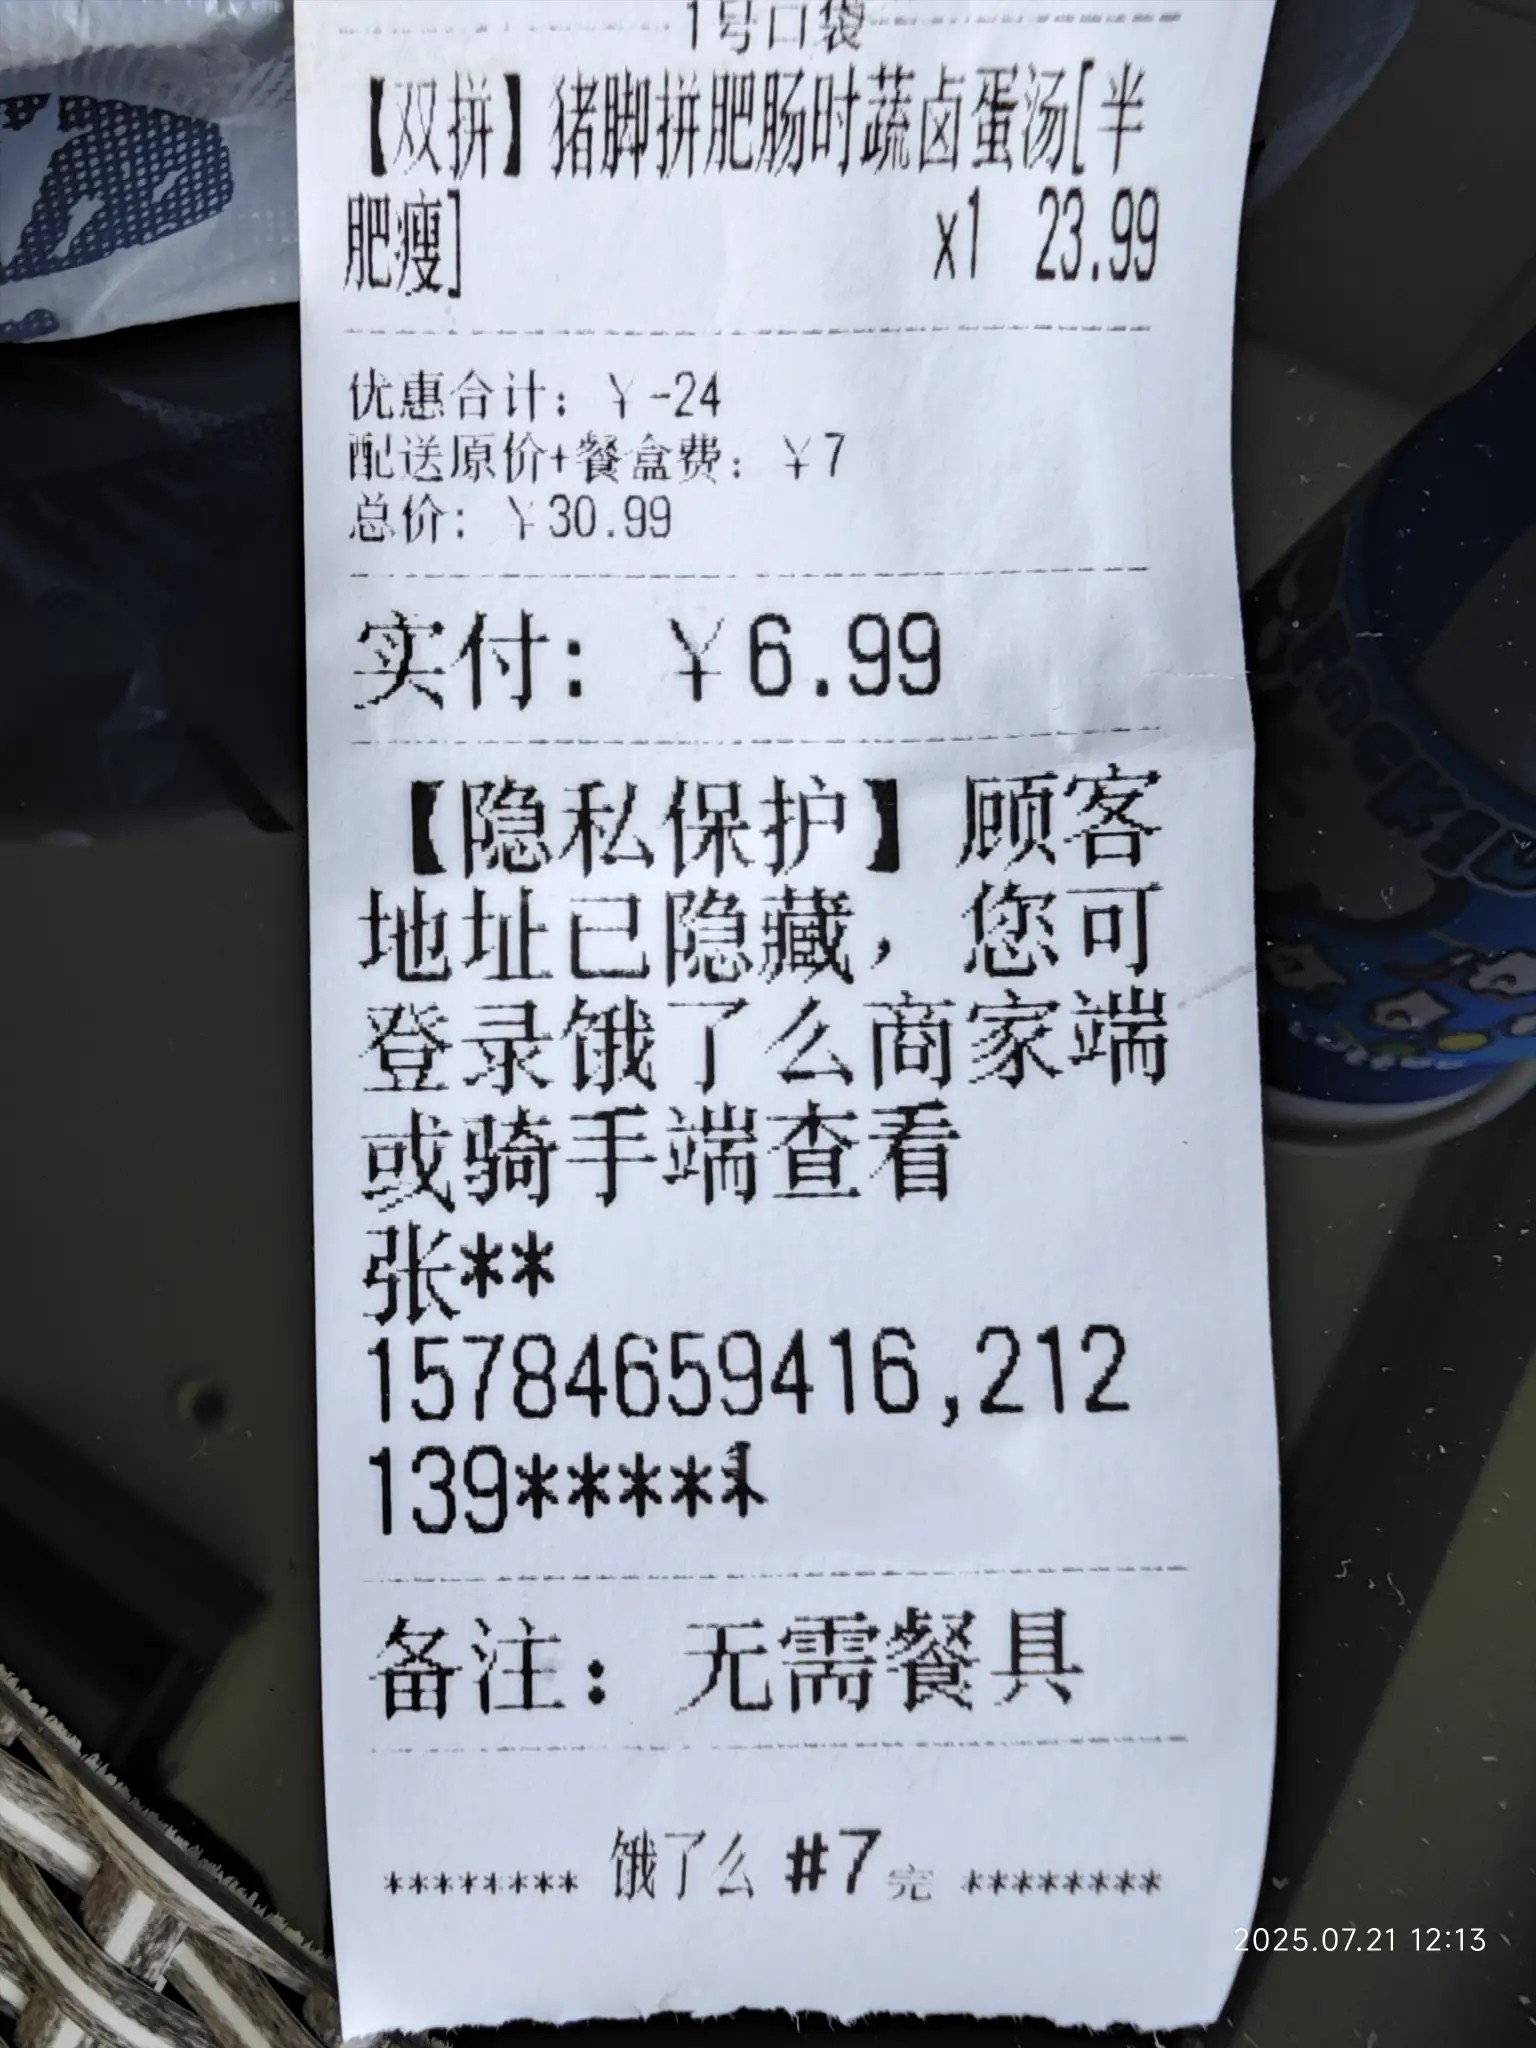 1号口袋
【双拼】猪脚拼肥肠时蔬卤蛋汤[半
肥瘦] x1 23.99
优惠合计：￥-24
配送原价+餐盒费：￥7
总价：￥30.99
实付：￥6.99
【隐私保护】顾客
地址已隐藏，您可
登录饿了么商家端
或骑手端查看
张**
15784659416,212
139*****
备注：无需餐具
******** 饿了么 #7 完 ********
2025.07.21 12:13